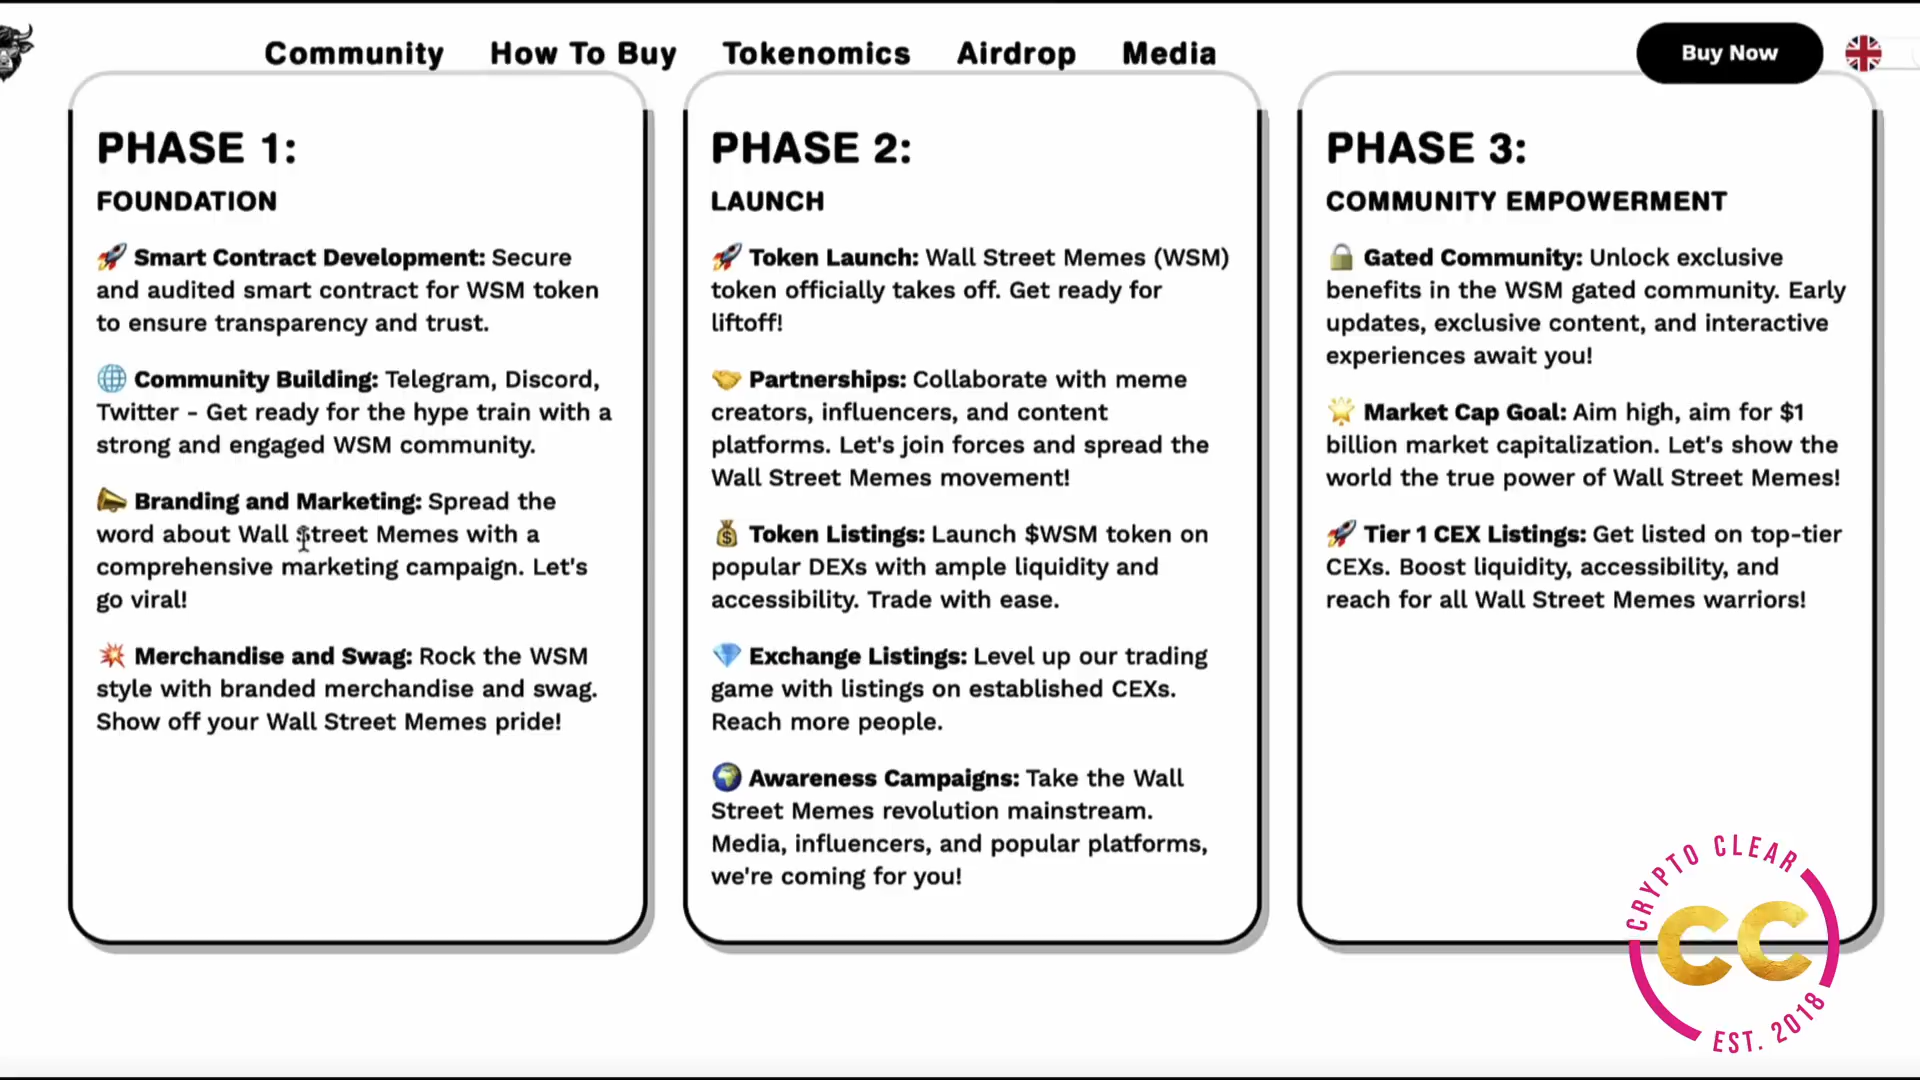 Community How To Buy Tokenomics Airdrop Media Buy Now
PHASE 1:
FOUNDATION
🚀 Smart Contract Development: Secure
and audited smart contract for WSM token
to ensure transparency and trust.
🌐 Community Building: Telegram, Discord,
Twitter - Get ready for the hype train with a
strong and engaged WSM community.
📣 Branding and Marketing: Spread the
word about Wall Street Memes with a
comprehensive marketing campaign. Let's
go viral!
💥 Merchandise and Swag: Rock the WSM
style with branded merchandise and swag.
Show off your Wall Street Memes pride!
PHASE 2:
LAUNCH
🚀 Token Launch: Wall Street Memes (WSM)
token officially takes off. Get ready for
liftoff!
🤝 Partnerships: Collaborate with meme
creators, influencers, and content
platforms. Let's join forces and spread the
Wall Street Memes movement!
💰 Token Listings: Launch $WSM token on
popular DEXs with ample liquidity and
accessibility. Trade with ease.
💎 Exchange Listings: Level up our trading
game with listings on established CEXs.
Reach more people.
🌍 Awareness Campaigns: Take the Wall
Street Memes revolution mainstream.
Media, influencers, and popular platforms,
we're coming for you!
PHASE 3:
COMMUNITY EMPOWERMENT
🔒 Gated Community: Unlock exclusive
benefits in the WSM gated community. Early
updates, exclusive content, and interactive
experiences await you!
🌟 Market Cap Goal: Aim high, aim for $1
billion market capitalization. Let's show the
world the true power of Wall Street Memes!
🚀 Tier 1 CEX Listings: Get listed on top-tier
CEXs. Boost liquidity, accessibility, and
reach for all Wall Street Memes warriors!
CRYPTO CLEAR
CC
EST. 2018